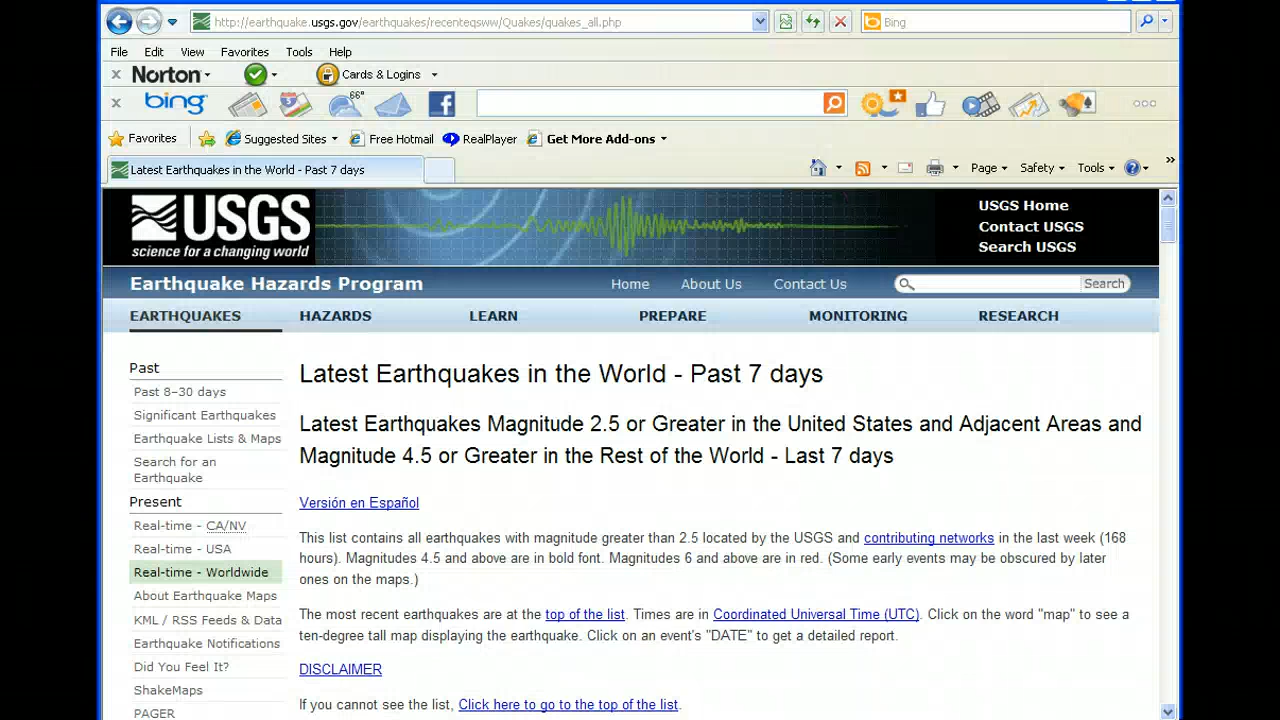 http://earthquake.usgs.gov/earthquakes/recenteqsww/Quakes/quakes_all.php
Bing
File Edit View Favorites Tools Help
Norton Cards & Logins
bing 66°
Favorites Suggested Sites Free Hotmail RealPlayer Get More Add-ons
Latest Earthquakes in the World - Past 7 days
Page Safety Tools
USGS
science for a changing world
USGS Home
Contact USGS
Search USGS
Earthquake Hazards Program Home About Us Contact Us Search
EARTHQUAKES HAZARDS LEARN PREPARE MONITORING RESEARCH
Past
Past 8–30 days
Significant Earthquakes
Earthquake Lists & Maps
Search for an
Earthquake
Present
Real-time - CA/NV
Real-time - USA
Real-time - Worldwide
About Earthquake Maps
KML / RSS Feeds & Data
Earthquake Notifications
Did You Feel It?
ShakeMaps
PAGER
Latest Earthquakes in the World - Past 7 days
Latest Earthquakes Magnitude 2.5 or Greater in the United States and Adjacent Areas and
Magnitude 4.5 or Greater in the Rest of the World - Last 7 days
Versión en Español
This list contains all earthquakes with magnitude greater than 2.5 located by the USGS and contributing networks in the last week (168
hours). Magnitudes 4.5 and above are in bold font. Magnitudes 6 and above are in red. (Some early events may be obscured by later
ones on the maps.)
The most recent earthquakes are at the top of the list. Times are in Coordinated Universal Time (UTC). Click on the word "map" to see a
ten-degree tall map displaying the earthquake. Click on an event's "DATE" to get a detailed report.
DISCLAIMER
If you cannot see the list, Click here to go to the top of the list.